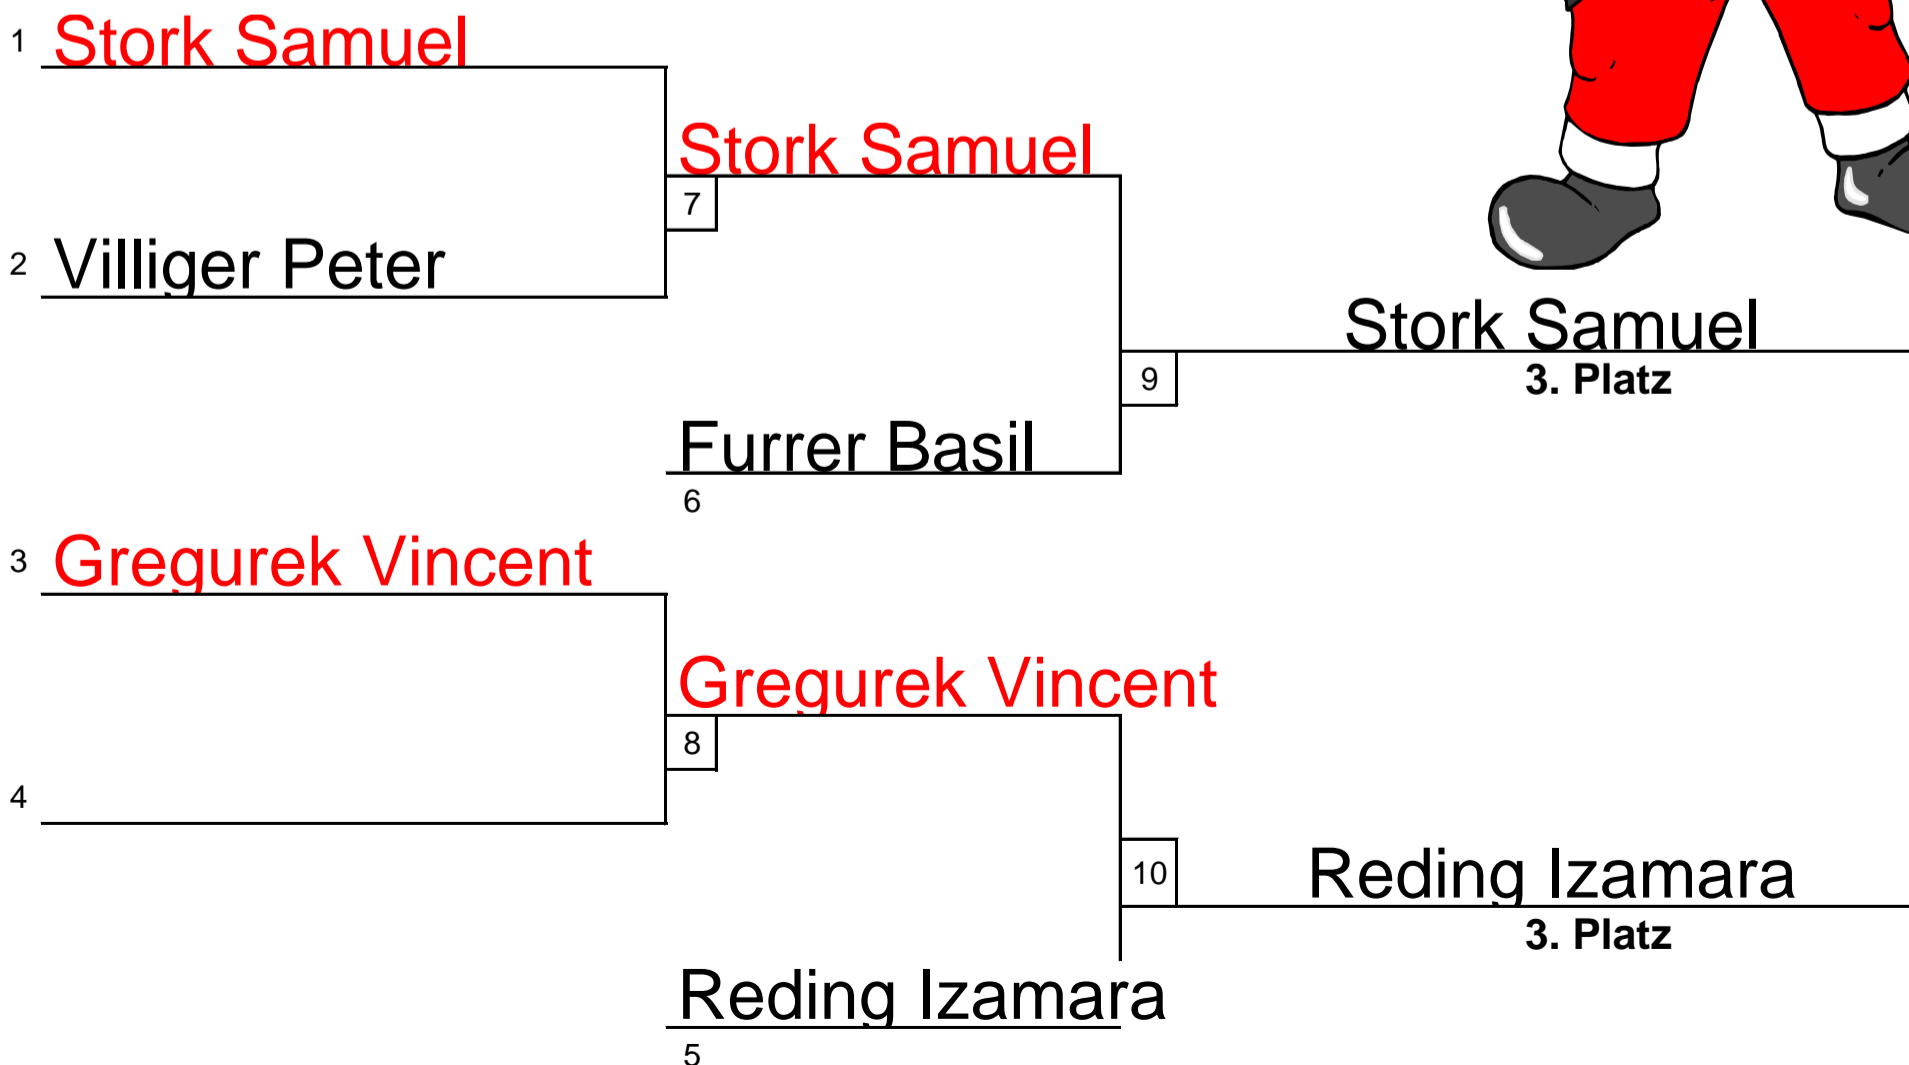 1 Stork Samuel
Stork Samuel
7
2 Villiger Peter
Stork Samuel
9
3. Platz
Furrer Basil
6
3 Gregurek Vincent
Gregurek Vincent
8
4
10
Reding Izamara
3. Platz
Reding Izamara
5